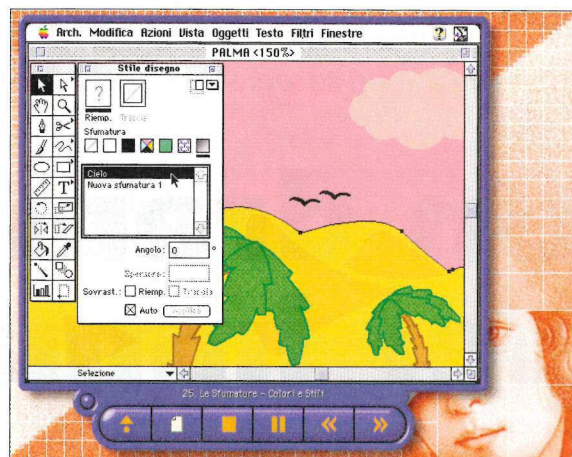 Arch. Modifica Azioni Vista Oggetti Testo Filtri Finestre ?
PALMA <150%>
Stile disegno
?
Riemp. Traccia
Sfumatura
Cielo
Nuova sfumatura 1
Angolo: 0 °
Spessore:
Sovrast.: Riemp. Traccia
Auto Applica
T
Selezione
25. Le Sfumature - Colori e Stili